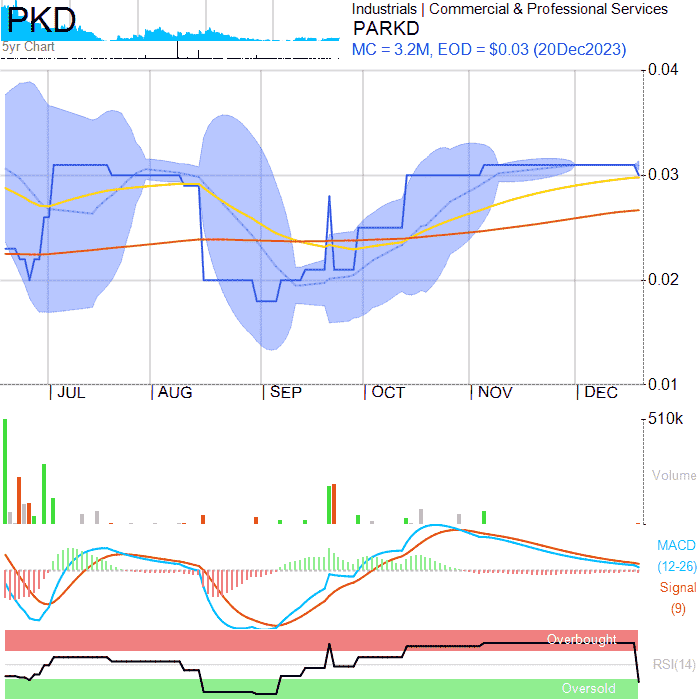 PKD
5yr Chart
Industrials | Commercial & Professional Services
PARKD
MC = 3.2M, EOD = $0.03 (20Dec2023)
0.04
0.03
0.02
0.01
| JUL | AUG | SEP | OCT | NOV | DEC
510k
Volume
MACD
(12-26)
Signal
(9)
Overbought
RSI(14)
Oversold